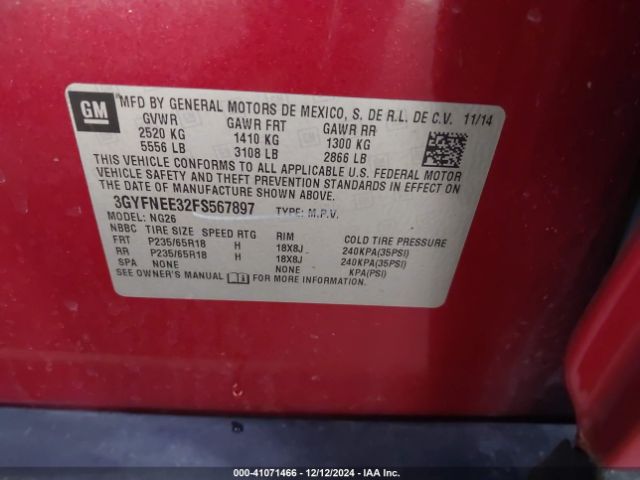 GM
MFD BY GENERAL MOTORS DE MEXICO, S. DE R.L. DE C.V. 11/14
GVWR GAWR FRT GAWR RR
2520 KG 1410 KG 1300 KG
5556 LB 3108 LB 2866 LB
THIS VEHICLE CONFORMS TO ALL APPLICABLE U.S. FEDERAL MOTOR
VEHICLE SAFETY AND THEFT PREVENTION STANDARDS IN EFFECT ON
THE DATE OF MANUFACTURE SHOWN ABOVE.
3GYFNEE32FS567897 TYPE: M.P.V.
MODEL: NG26
NBBC TIRE SIZE SPEED RTG RIM COLD TIRE PRESSURE
FRT P235/65R18 H 18X8J 240KPA(35PSI)
RR P235/65R18 H 18X8J 240KPA(35PSI)
SPA NONE NONE KPA(PSI)
SEE OWNER'S MANUAL FOR MORE INFORMATION.
000-41071466 - 12/12/2024 - IAA Inc.